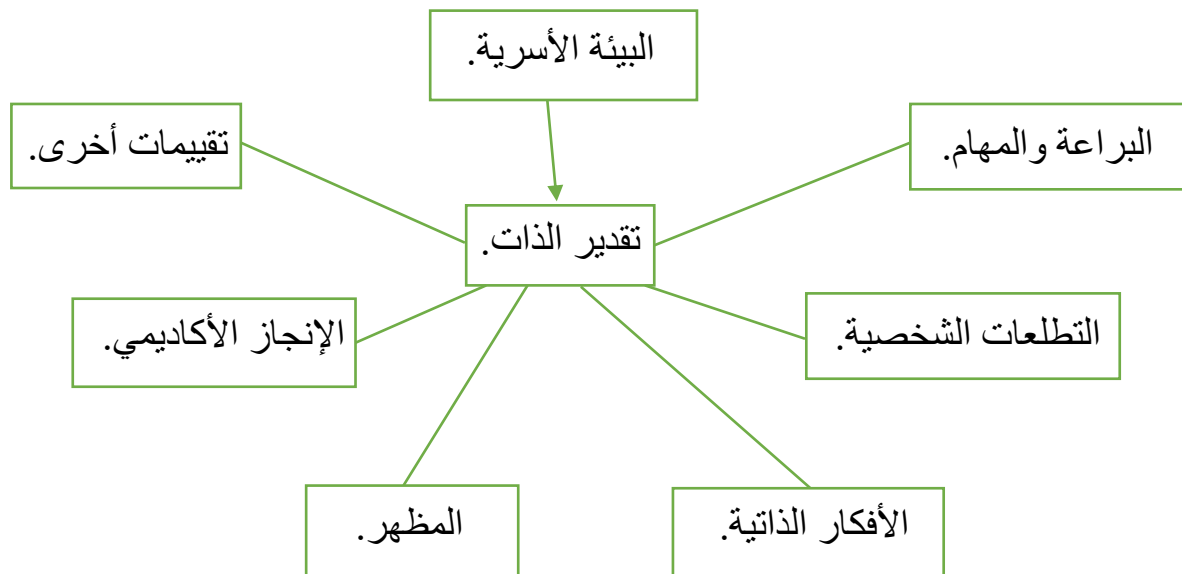 البيئة الأسرية.
البراعة والمهام.
تقييمات أخرى.
تقدير الذات.
التطلعات الشخصية.
الإنجاز الأكاديمي.
الأفكار الذاتية.
المظهر.